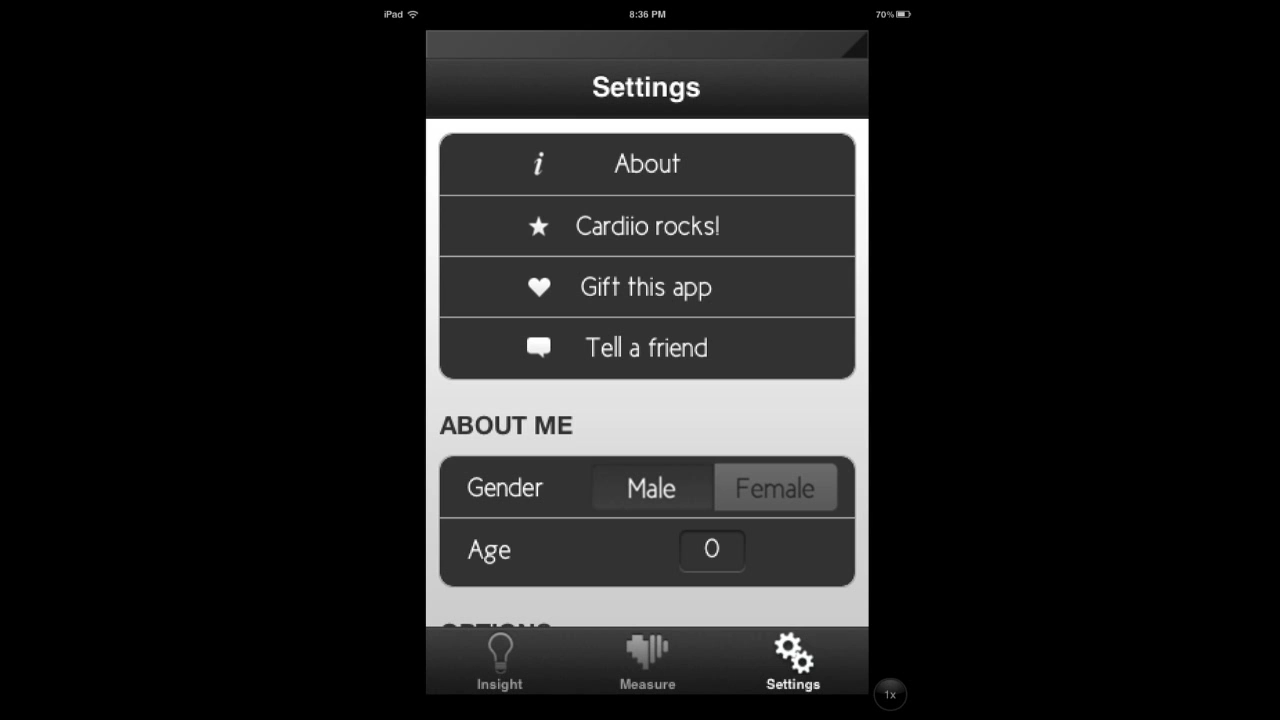 iPad 8:36 PM 70%
Settings
About
Cardiio rocks!
Gift this app
Tell a friend
ABOUT ME
Gender Male Female
Age 0
OPTIONS
Insight Measure Settings
1x